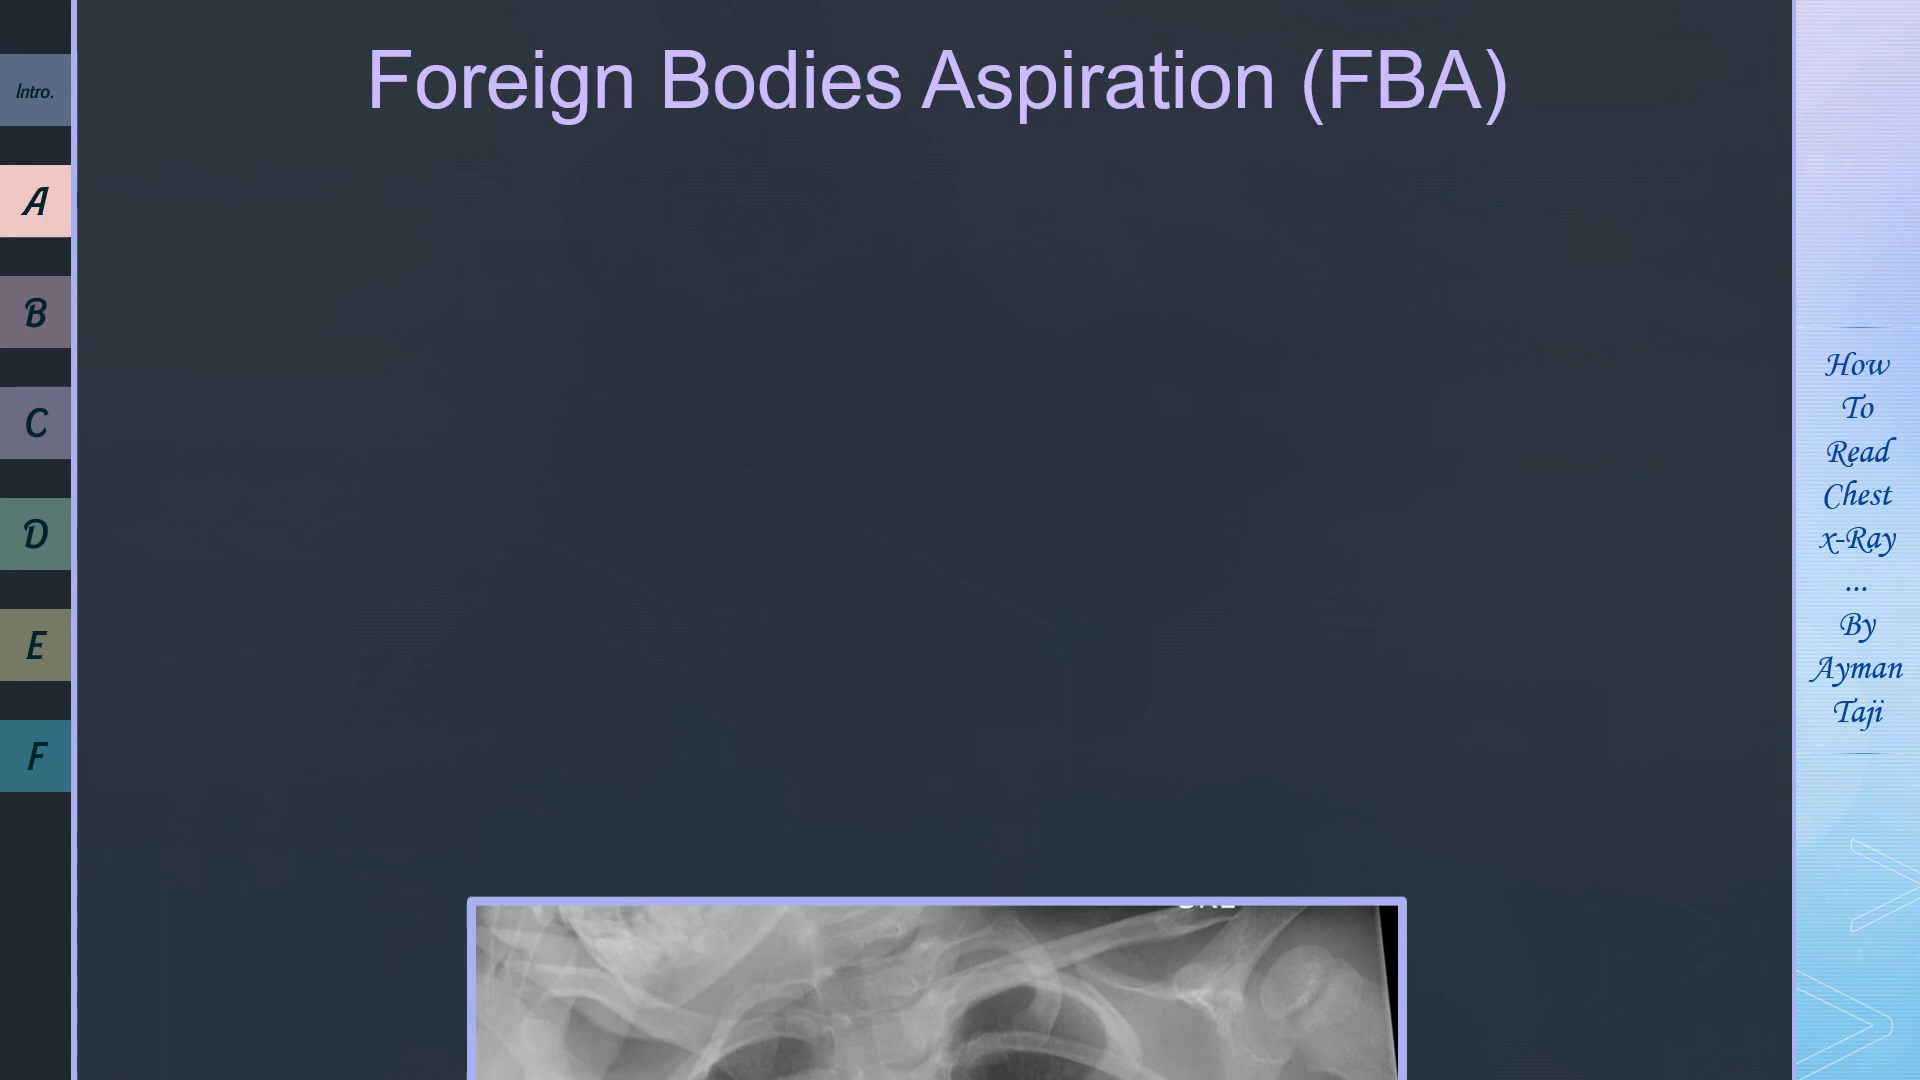 Foreign Bodies Aspiration (FBA)
Intro.
A
B
C
D
E
F
How
To
Read
Chest
x-Ray
...
By
Ayman
Taji